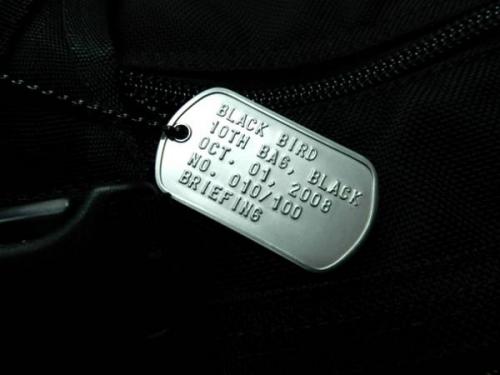 BLACK BIRD
10TH BAG, BLACK
OCT. 01, 2008
NO. 010/100
BRIEFING